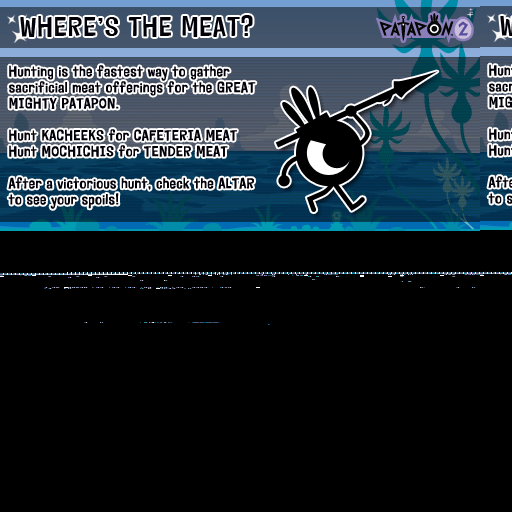 WHERE'S THE MEAT?
PATAPON 2
Hunting is the fastest way to gather
sacrificial meat offerings for the GREAT
MIGHTY PATAPON.
Hunt KACHEEKS for CAFETERIA MEAT
Hunt MOCHICHIS for TENDER MEAT
After a victorious hunt, check the ALTAR
to see your spoils!